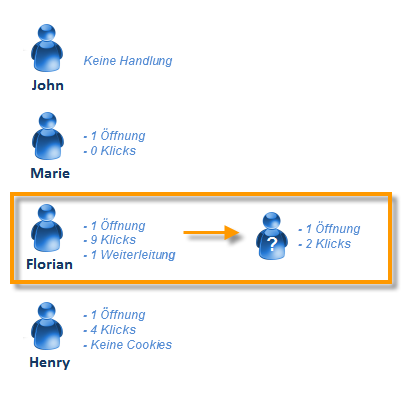 Keine Handlung
John
- 1 Öffnung
- 0 Klicks
Marie
- 1 Öffnung
- 9 Klicks
- 1 Weiterleitung
Florian
?
- 1 Öffnung
- 2 Klicks
- 1 Öffnung
- 4 Klicks
- Keine Cookies
Henry